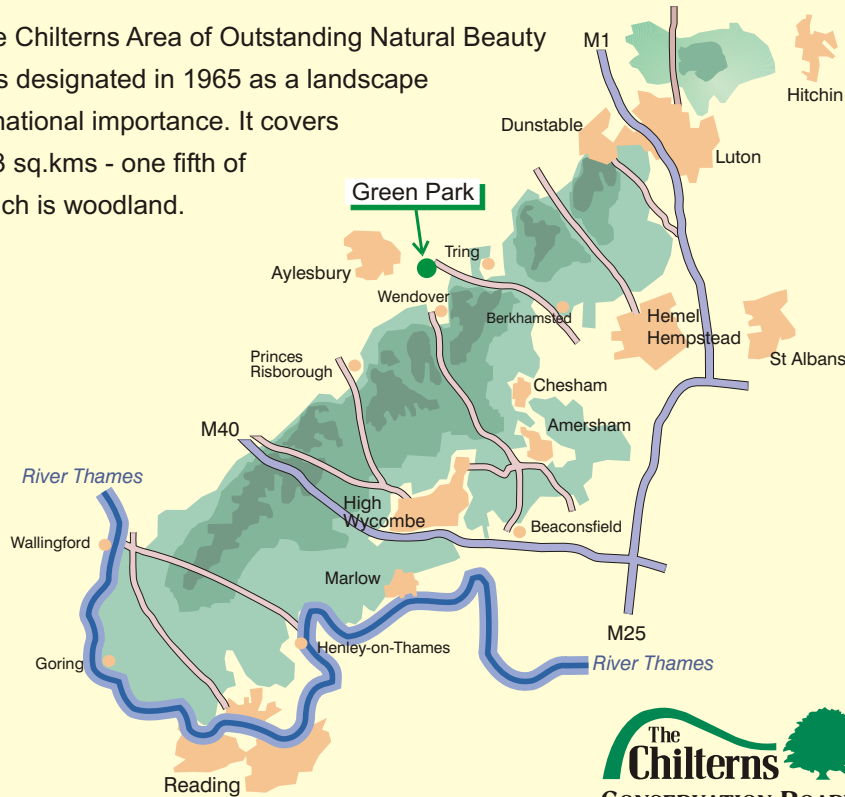 e Chilterns Area of Outstanding Natural Beauty
s designated in 1965 as a landscape
national importance. It covers
3 sq.kms - one fifth of
ch is woodland.
M1
Hitchin
Dunstable
Luton
Green Park
Tring
Aylesbury
Wendover
Berkhamsted
Hemel
Hempstead
St Albans
Princes
Risborough
Chesham
Amersham
M40
River Thames
High
Wycombe
Beaconsfield
Wallingford
Marlow
M25
Henley-on-Thames
Goring
River Thames
Reading
The
Chilterns
CONSERVATION BOARD